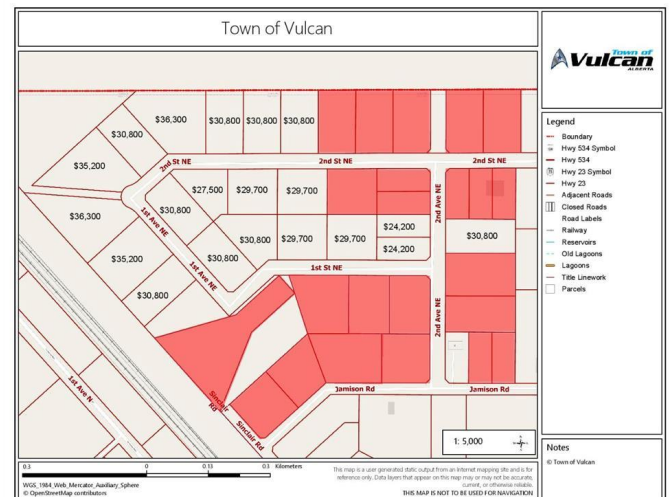 Town of Vulcan
Town of
Vulcan
ALBERTA
$36,300
$30,800
$30,800
$30,800
$30,800
$35,200
2nd St NE
2nd St NE
2nd St NE
$36,300
$30,800
$27,500
$29,700
$29,700
2nd Ave NE
1st Ave NE
$35,200
$30,800
$30,800
$29,700
$29,700
$24,200
$24,200
$30,800
1st Ave NE
1st St NE
$30,800
2nd Ave NE
1st Ave N
Sinclair Rd
Sinclair Rd
Jamison Rd
Jamison Rd
1: 5,000
Legend
Boundary
Hwy 534 Symbol
Hwy 534
Hwy 23 Symbol
Hwy 23
Adjacent Roads
Closed Roads
Road Labels
Railway
Reservoirs
Old Lagoons
Lagoons
Title Linework
Parcels
Notes
© Town of Vulcan
0.3 0 0.13 0.3 Kilometers
WGS_1984_Web_Mercator_Auxiliary_Sphere
© OpenStreetMap contributors
This map is a user generated static output from an Internet mapping site and is for
reference only. Data layers that appear on this map may or may not be accurate,
current, or otherwise reliable.
THIS MAP IS NOT TO BE USED FOR NAVIGATION